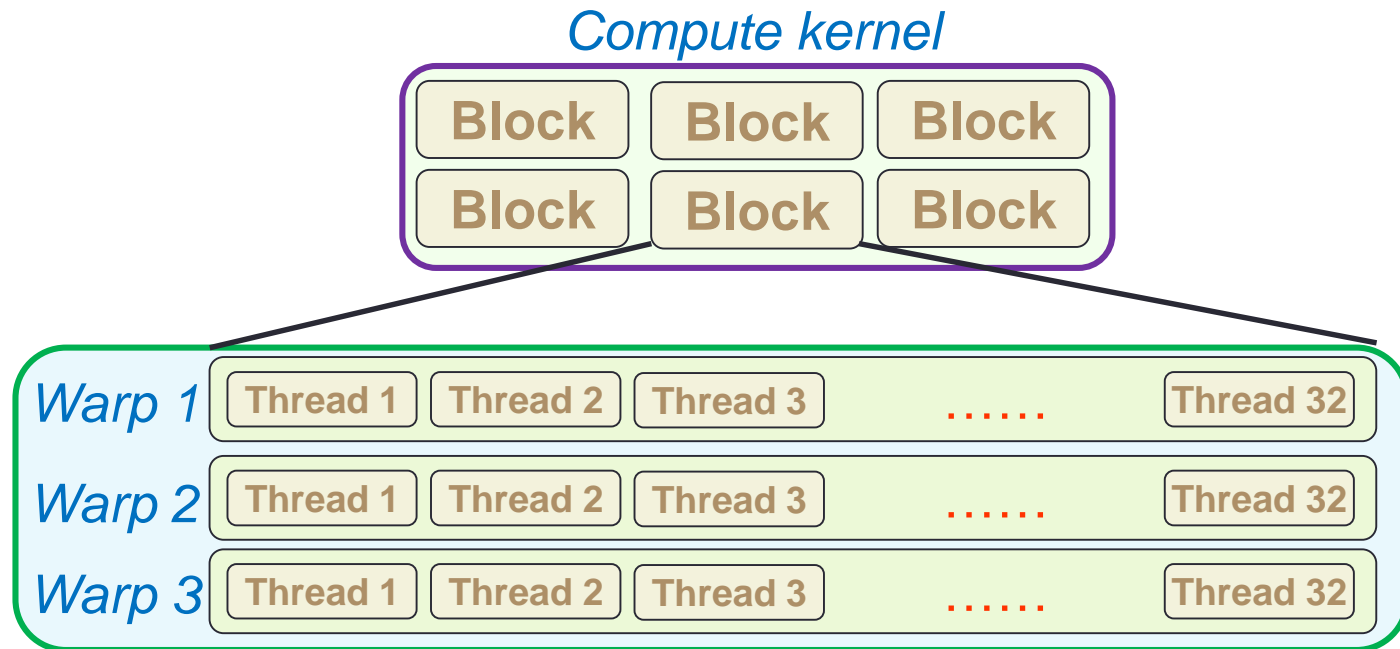 Compute kernel
Block Block Block
Block Block Block
Warp 1 Thread 1 Thread 2 Thread 3 ...... Thread 32
Warp 2 Thread 1 Thread 2 Thread 3 ...... Thread 32
Warp 3 Thread 1 Thread 2 Thread 3 ...... Thread 32